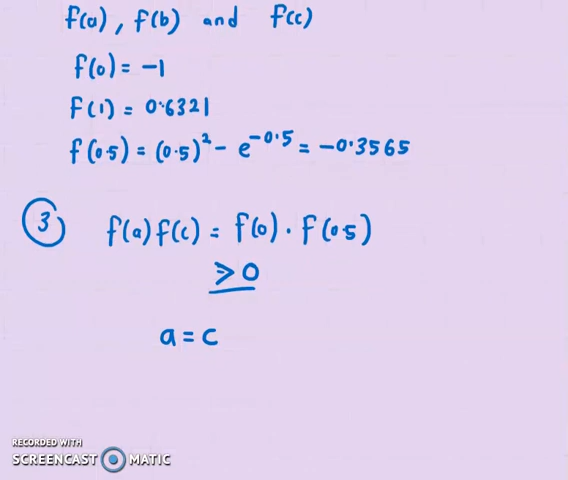 f(a), f(b) and f(c)
f(0) = -1
f(1) = 0.6321
f(0.5) = (0.5)² - e^-0.5 = -0.3565
③ f(a)f(c) = f(0) · f(0.5)
> 0
a = c
RECORDED WITH
SCREENCAST MATIC